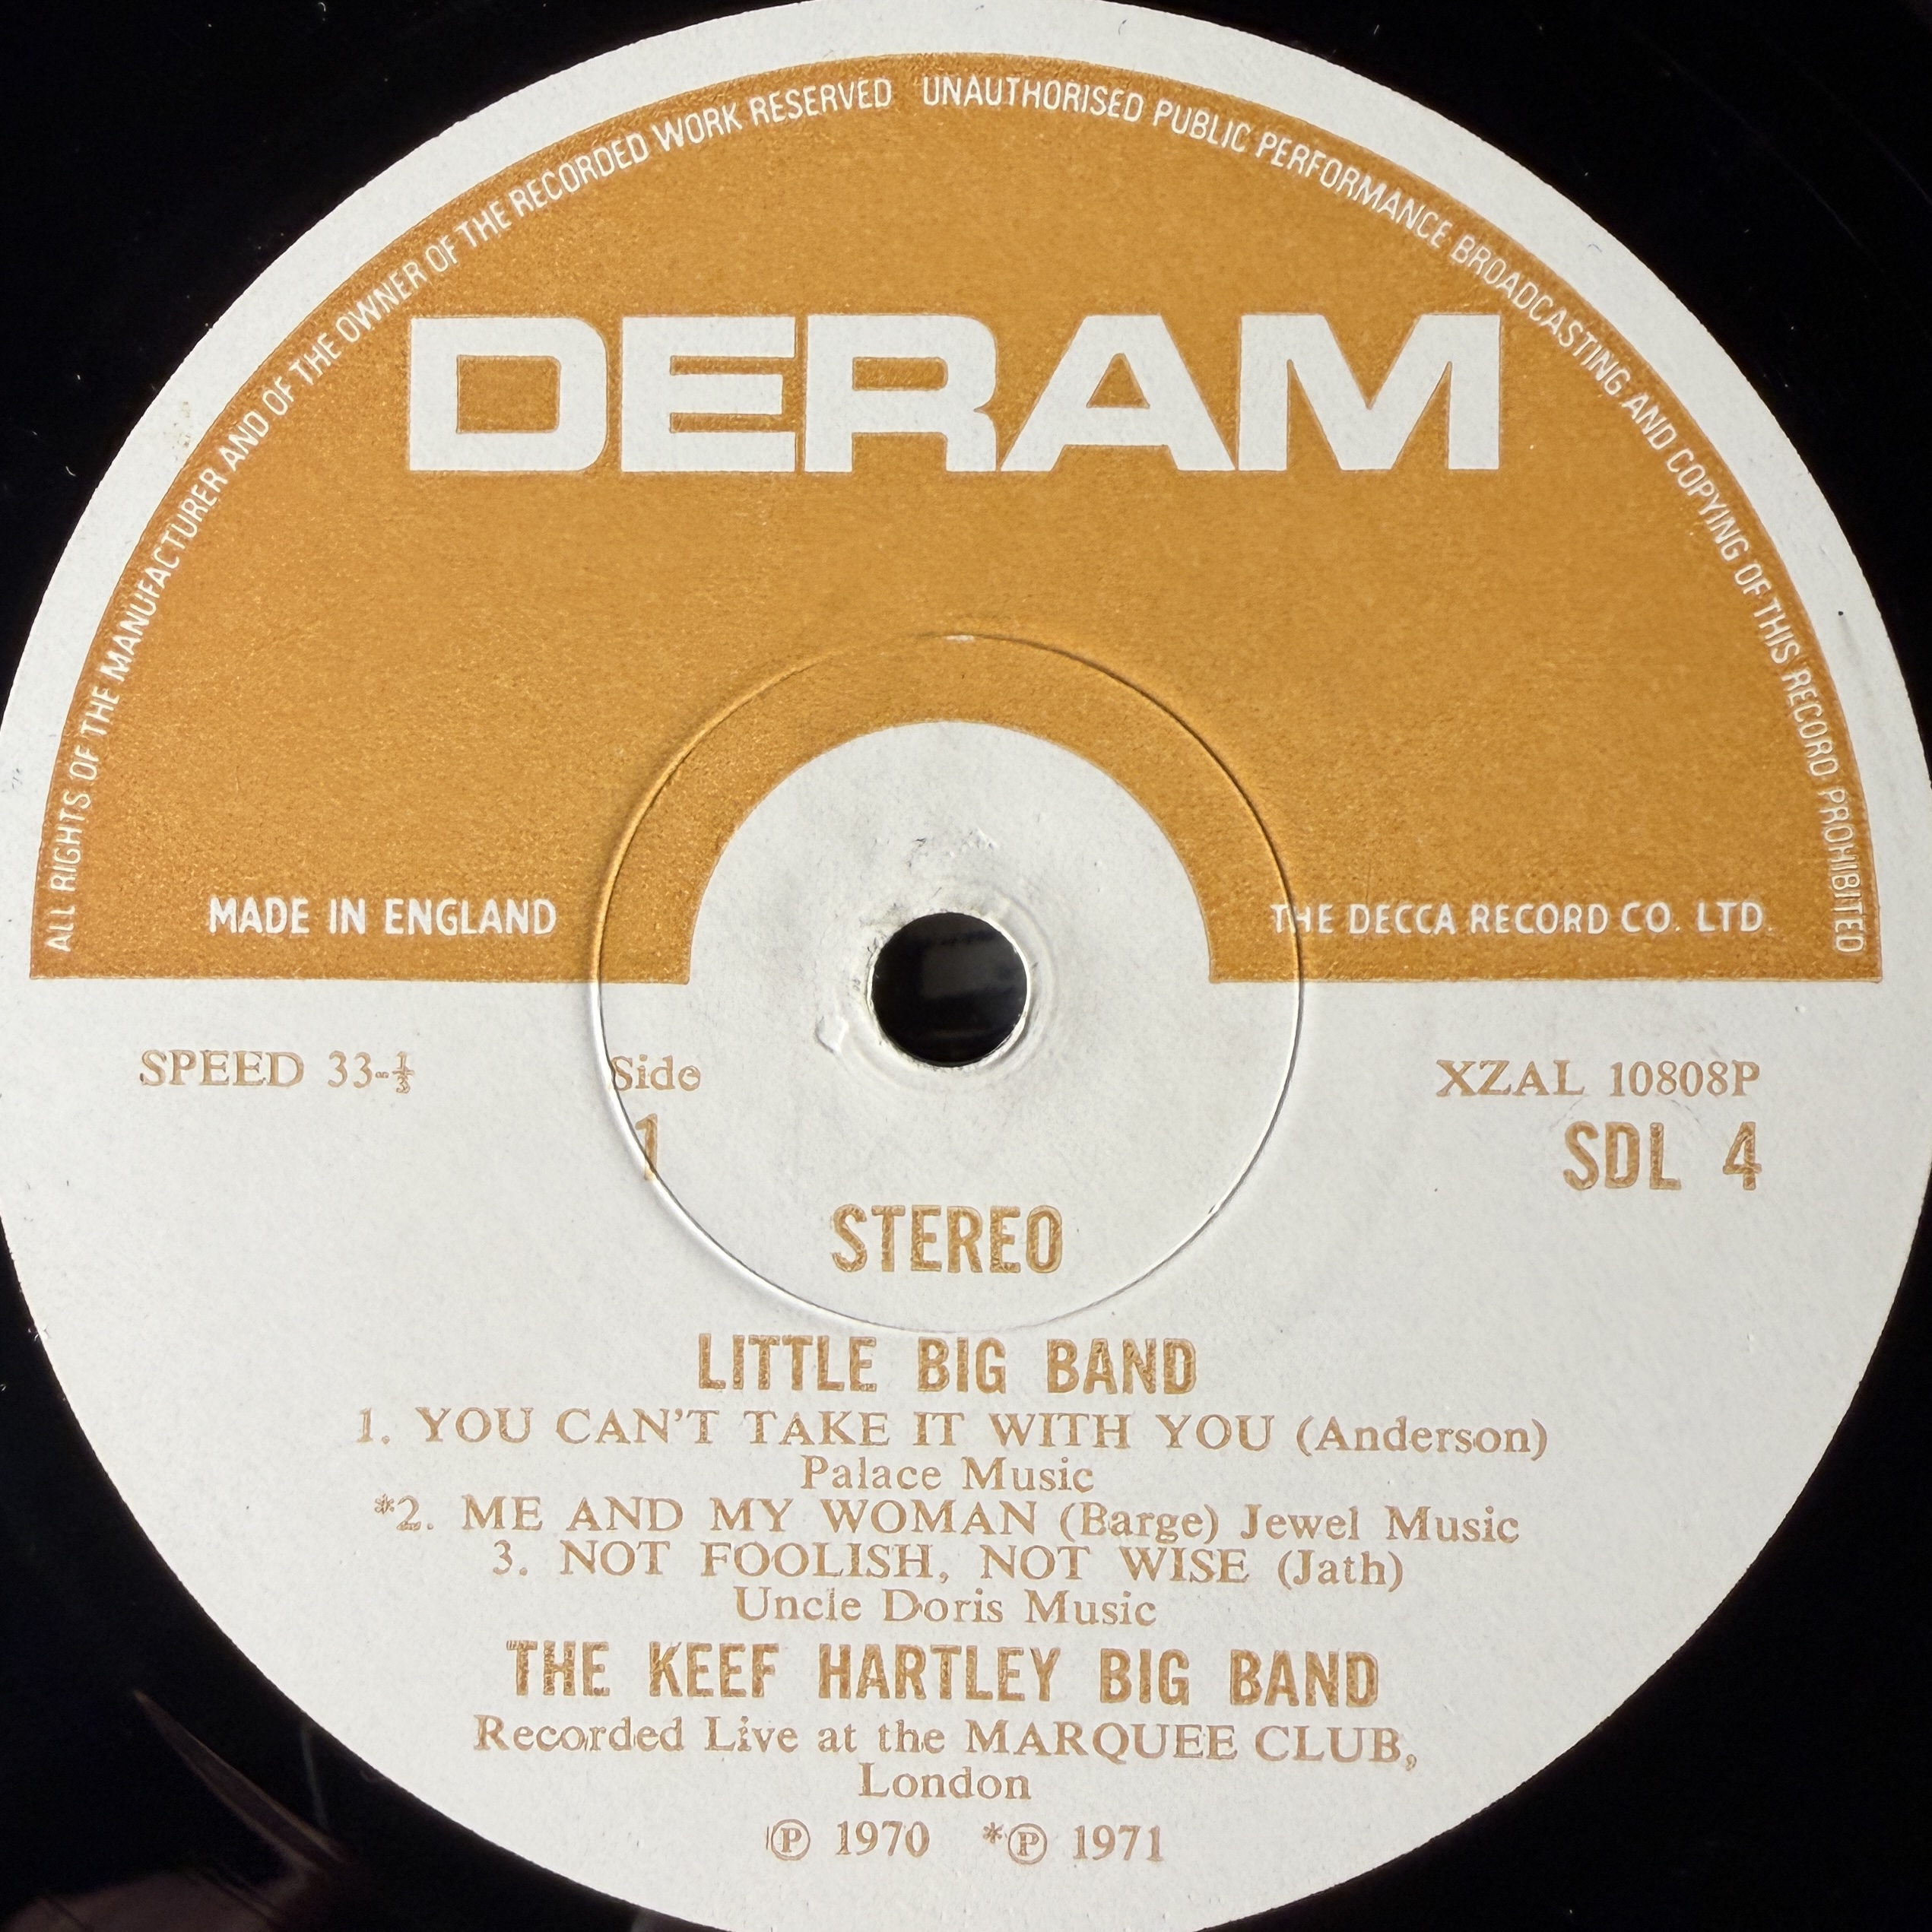 ALL RIGHTS OF THE MANUFACTURER AND OF THE OWNER OF THE RECORDED WORK RESERVED UNAUTHORISED PUBLIC PERFORMANCE BROADCASTING AND COPYING OF THIS RECORD PROHIBITED
DERAM
MADE IN ENGLAND
THE DECCA RECORD CO. LTD.
SPEED 33-⅓
Side
1
XZAL 10808P
SDL 4
STEREO
LITTLE BIG BAND
1. YOU CAN'T TAKE IT WITH YOU (Anderson)
Palace Music
*2. ME AND MY WOMAN (Barge) Jewel Music
3. NOT FOOLISH, NOT WISE (Jath)
Uncle Doris Music
THE KEEF HARTLEY BIG BAND
Recorded Live at the MARQUEE CLUB,
London
Ⓟ 1970 *Ⓟ 1971